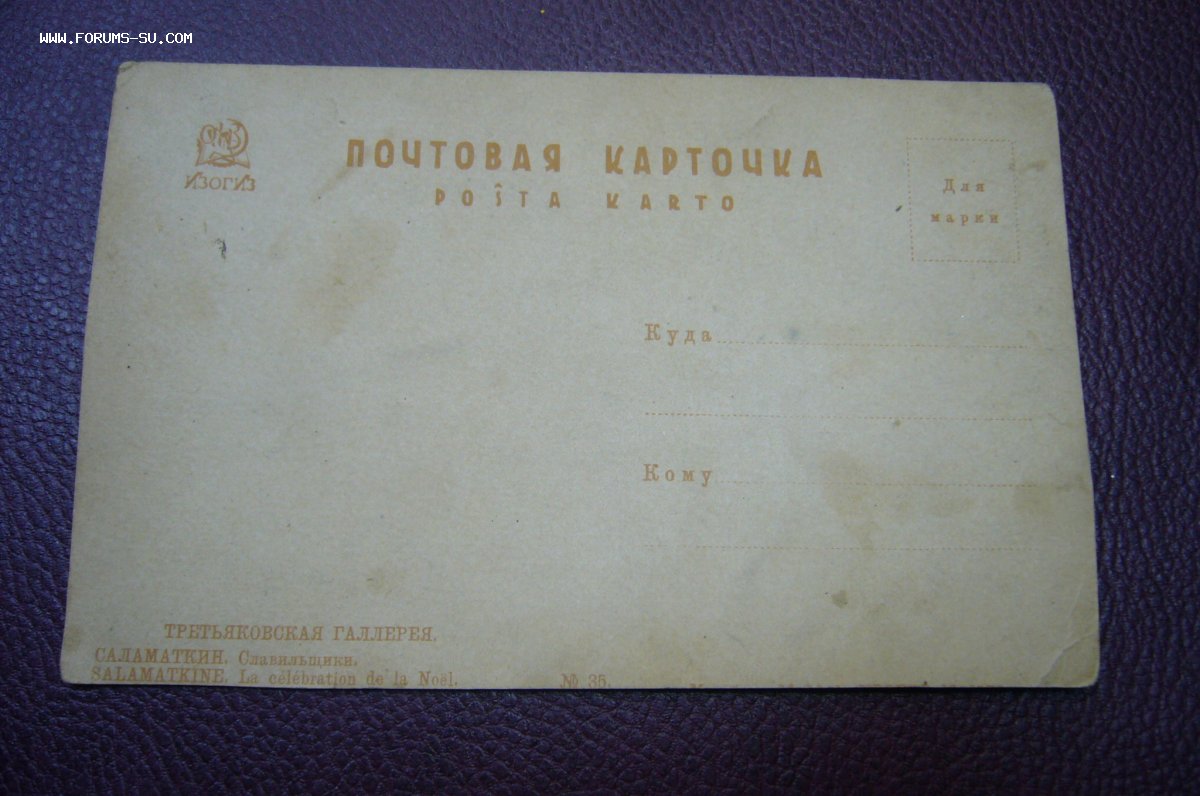 WWW.FORUMS-SU.COM
ОГИЗ
ИЗОГИЗ
ПОЧТОВАЯ КАРТОЧКА
POŜTA KARTO
Для
марки
Куда
Кому
ТРЕТЬЯКОВСКАЯ ГАЛЛЕРЕЯ.
САЛАМАТКИН. Славильщики.
SALAMATKINE. La célébration de la Noël. № 35.